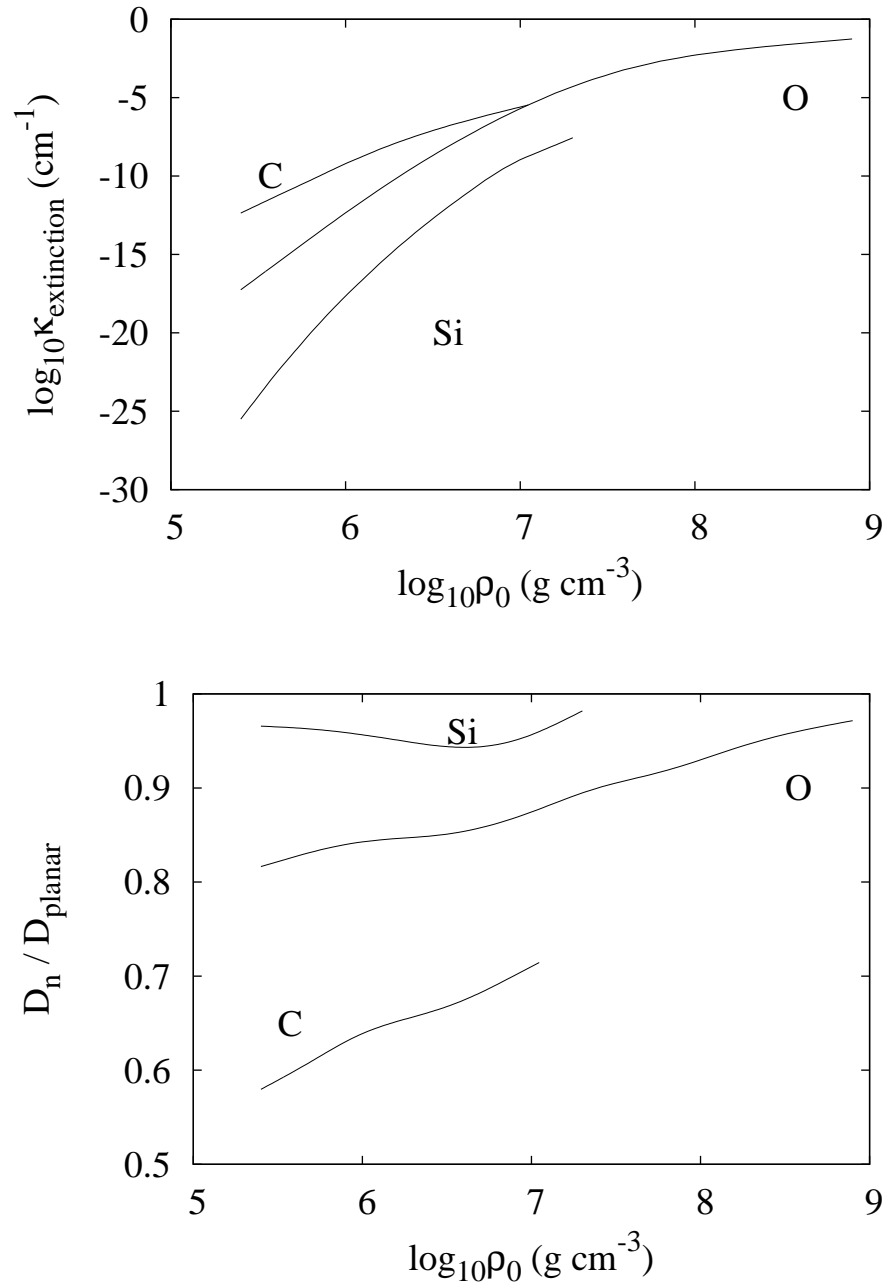 0
-5
-10
-15
-20
-25
-30
log₁₀κ_extinction (cm⁻¹)
C
O
Si
5 6 7 8 9
log₁₀ρ₀ (g cm⁻³)
1
0.9
0.8
0.7
0.6
0.5
Dₙ / D_planar
Si
O
C
5 6 7 8 9
log₁₀ρ₀ (g cm⁻³)